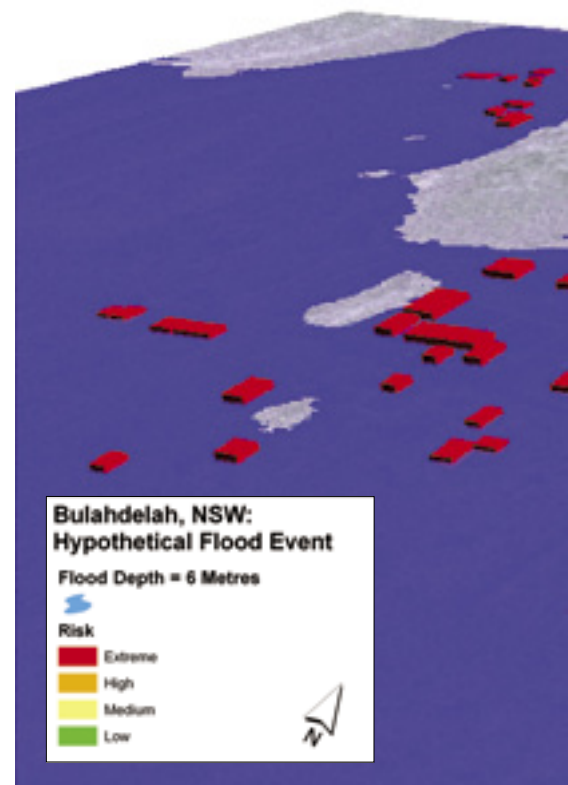 Bulahdelah, NSW:
Hypothetical Flood Event
Flood Depth = 6 Metres
Risk
Extreme
High
Medium
Low
N